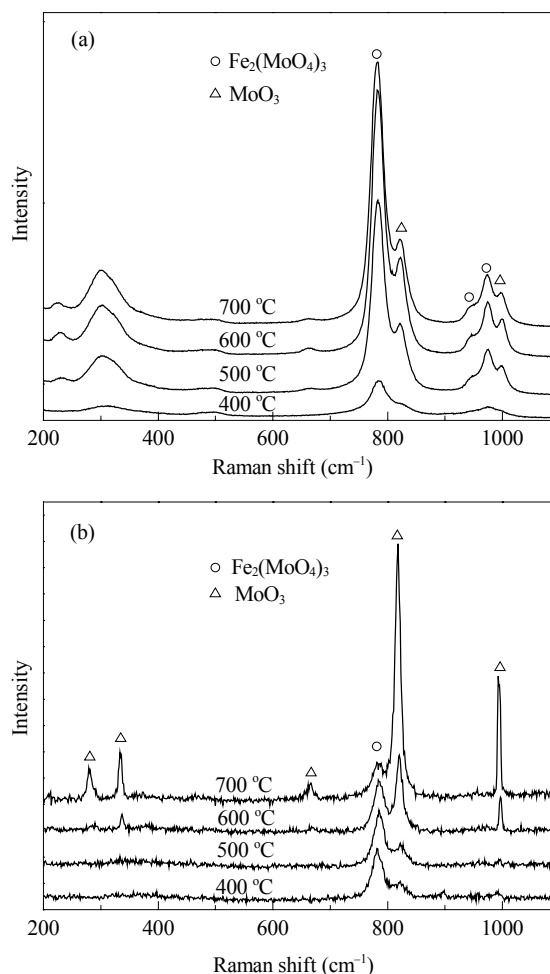 (a)
Fe₂(MoO₄)₃
MoO₃
Intensity
700 °C
600 °C
500 °C
400 °C
200 400 600 800 1000
Raman shift (cm⁻¹)
(b)
Fe₂(MoO₄)₃
MoO₃
Intensity
700 °C
600 °C
500 °C
400 °C
200 400 600 800 1000
Raman shift (cm⁻¹)